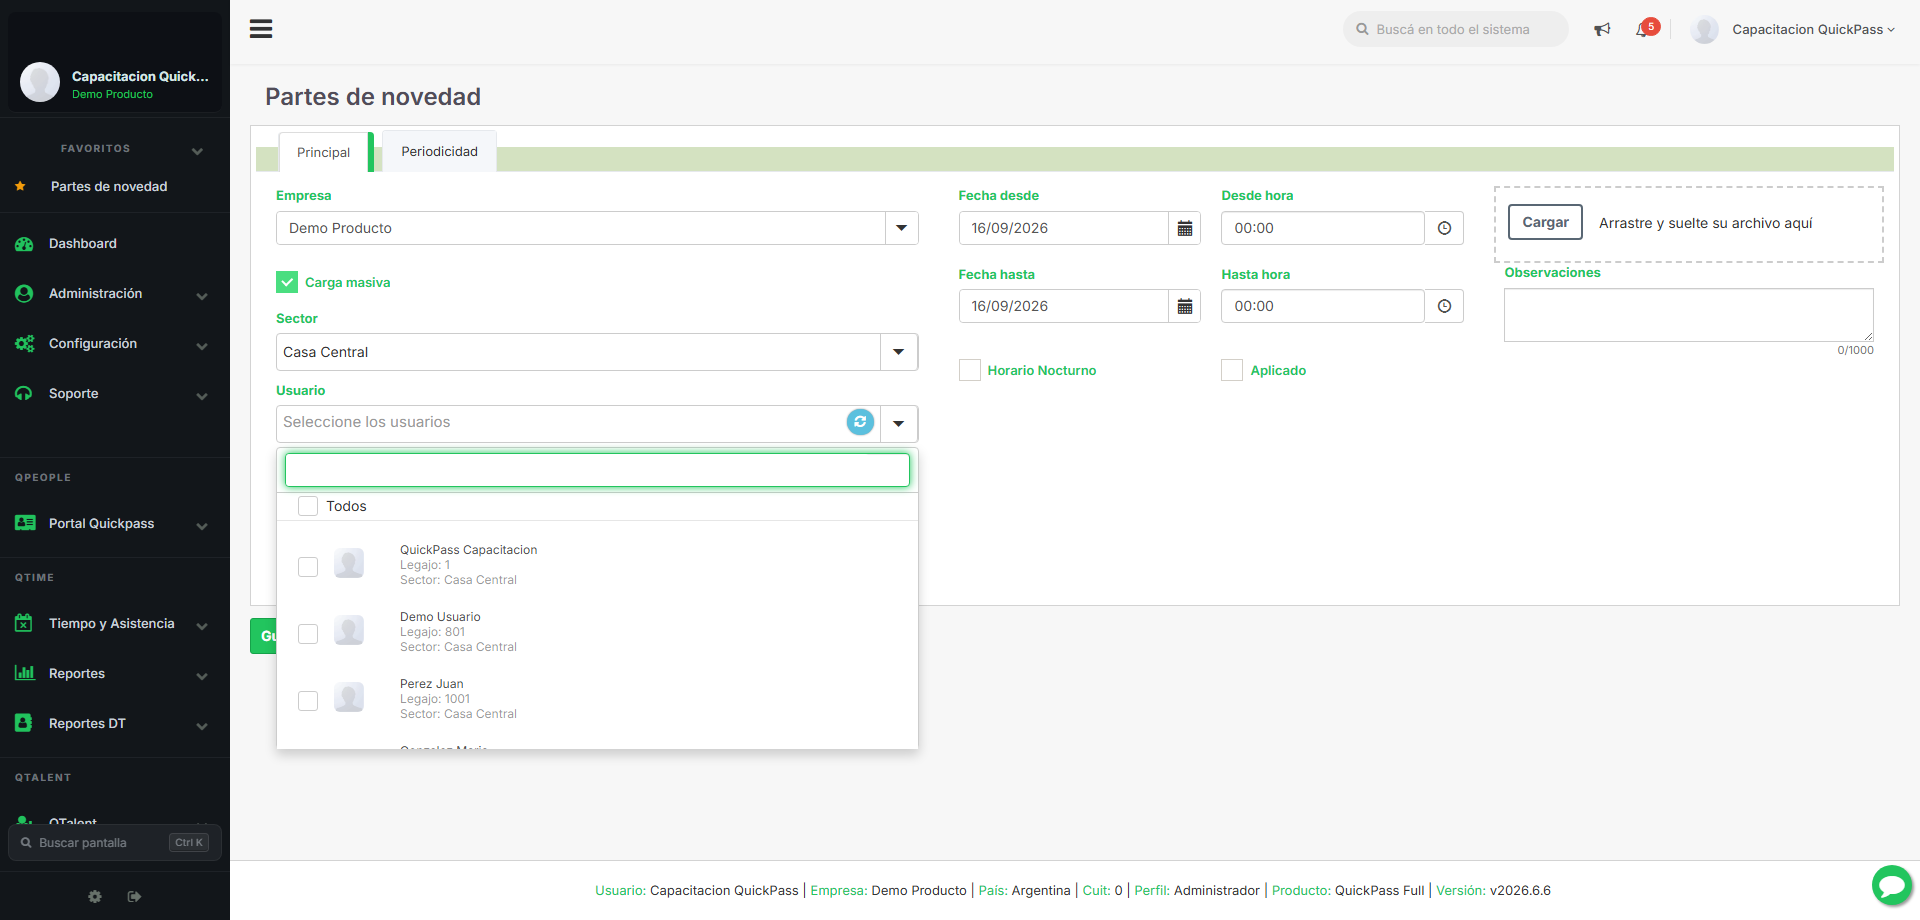 Capacitacion Quick...
Demo Producto
FAVORITOS
Partes de novedad
Dashboard
Administración
Configuración
Soporte
QPEOPLE
Portal Quickpass
QTIME
Tiempo y Asistencia
Reportes
Reportes DT
QTALENT
QTalent
Buscar pantalla
Ctrl K
Buscá en todo el sistema
5
Capacitacion QuickPass
Partes de novedad
Principal
Periodicidad
Empresa
Demo Producto
Carga masiva
Sector
Casa Central
Usuario
Seleccione los usuarios
Todos
QuickPass Capacitacion
Legajo: 1
Sector: Casa Central
Demo Usuario
Legajo: 801
Sector: Casa Central
Perez Juan
Legajo: 1001
Sector: Casa Central
Fecha desde
16/09/2026
Desde hora
00:00
Fecha hasta
16/09/2026
Hasta hora
00:00
Horario Nocturno
Aplicado
Cargar
Arrastre y suelte su archivo aquí
Observaciones
0/1000
Usuario: Capacitacion QuickPass | Empresa: Demo Producto | País: Argentina | Cuit: 0 | Perfil: Administrador | Producto: QuickPass Full | Versión: v2026.6.6